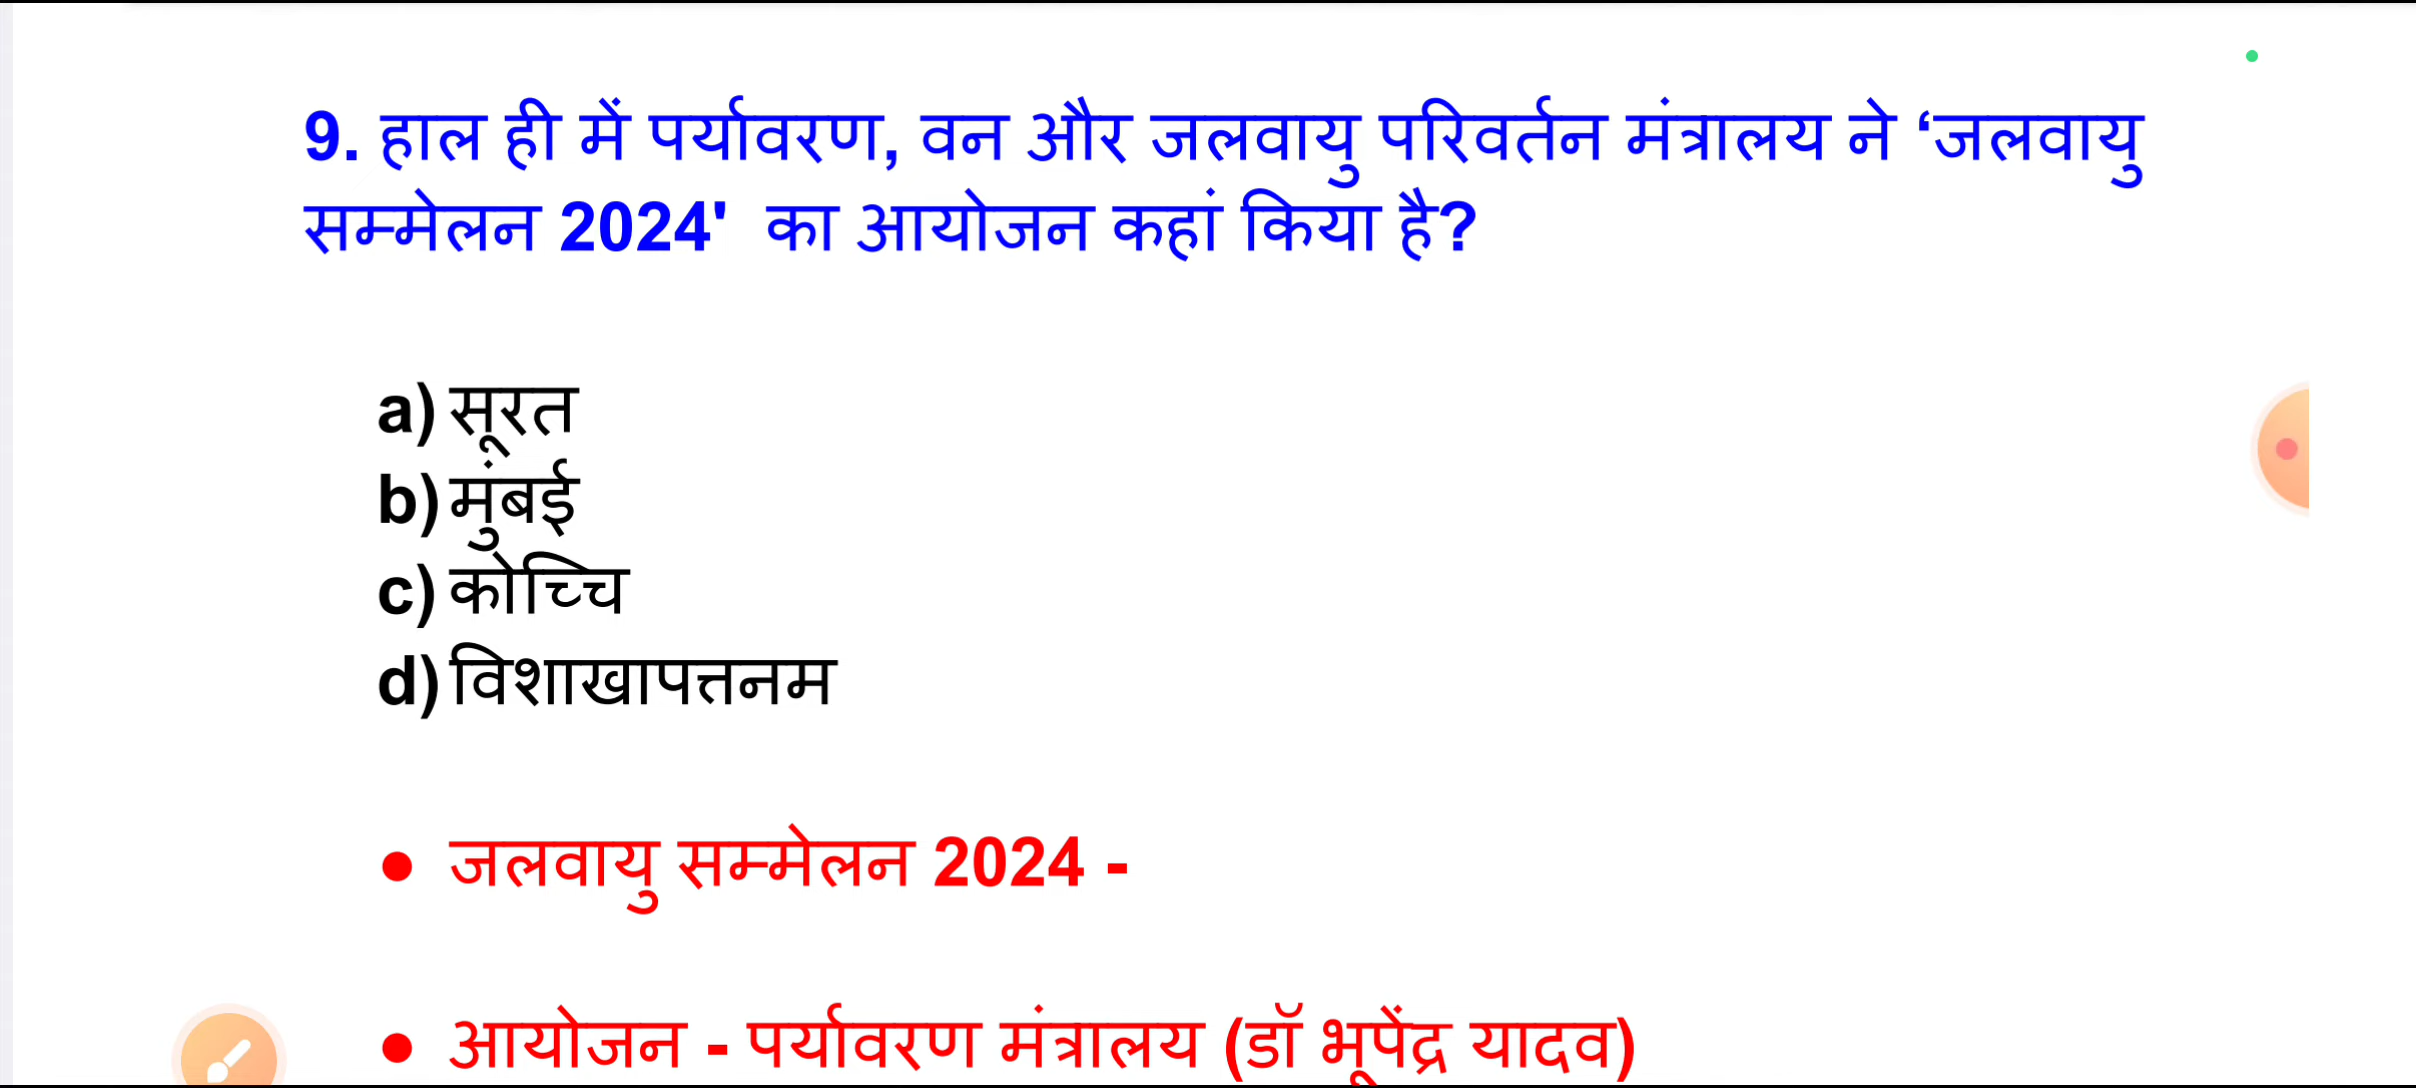 9. हाल ही में पर्यावरण, वन और जलवायु परिवर्तन मंत्रालय ने ‘जलवायु
सम्मेलन 2024' का आयोजन कहां किया है?
a) सूरत
b) मुंबई
c) कोच्चि
d) विशाखापत्तनम
● जलवायु सम्मेलन 2024 -
● आयोजन - पर्यावरण मंत्रालय (डॉ भूपेंद्र यादव)